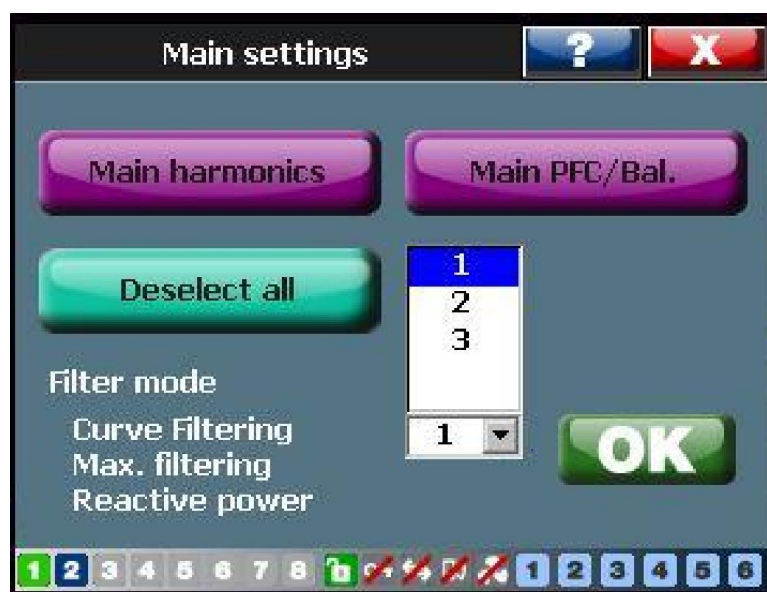 Main settings ? X
Main harmonics Main PFC/Bal.
Deselect all
1
2
3
Filter mode
Curve Filtering 1
Max. filtering
Reactive power
OK
1 2 3 4 5 6 7 8 1 2 3 4 5 6